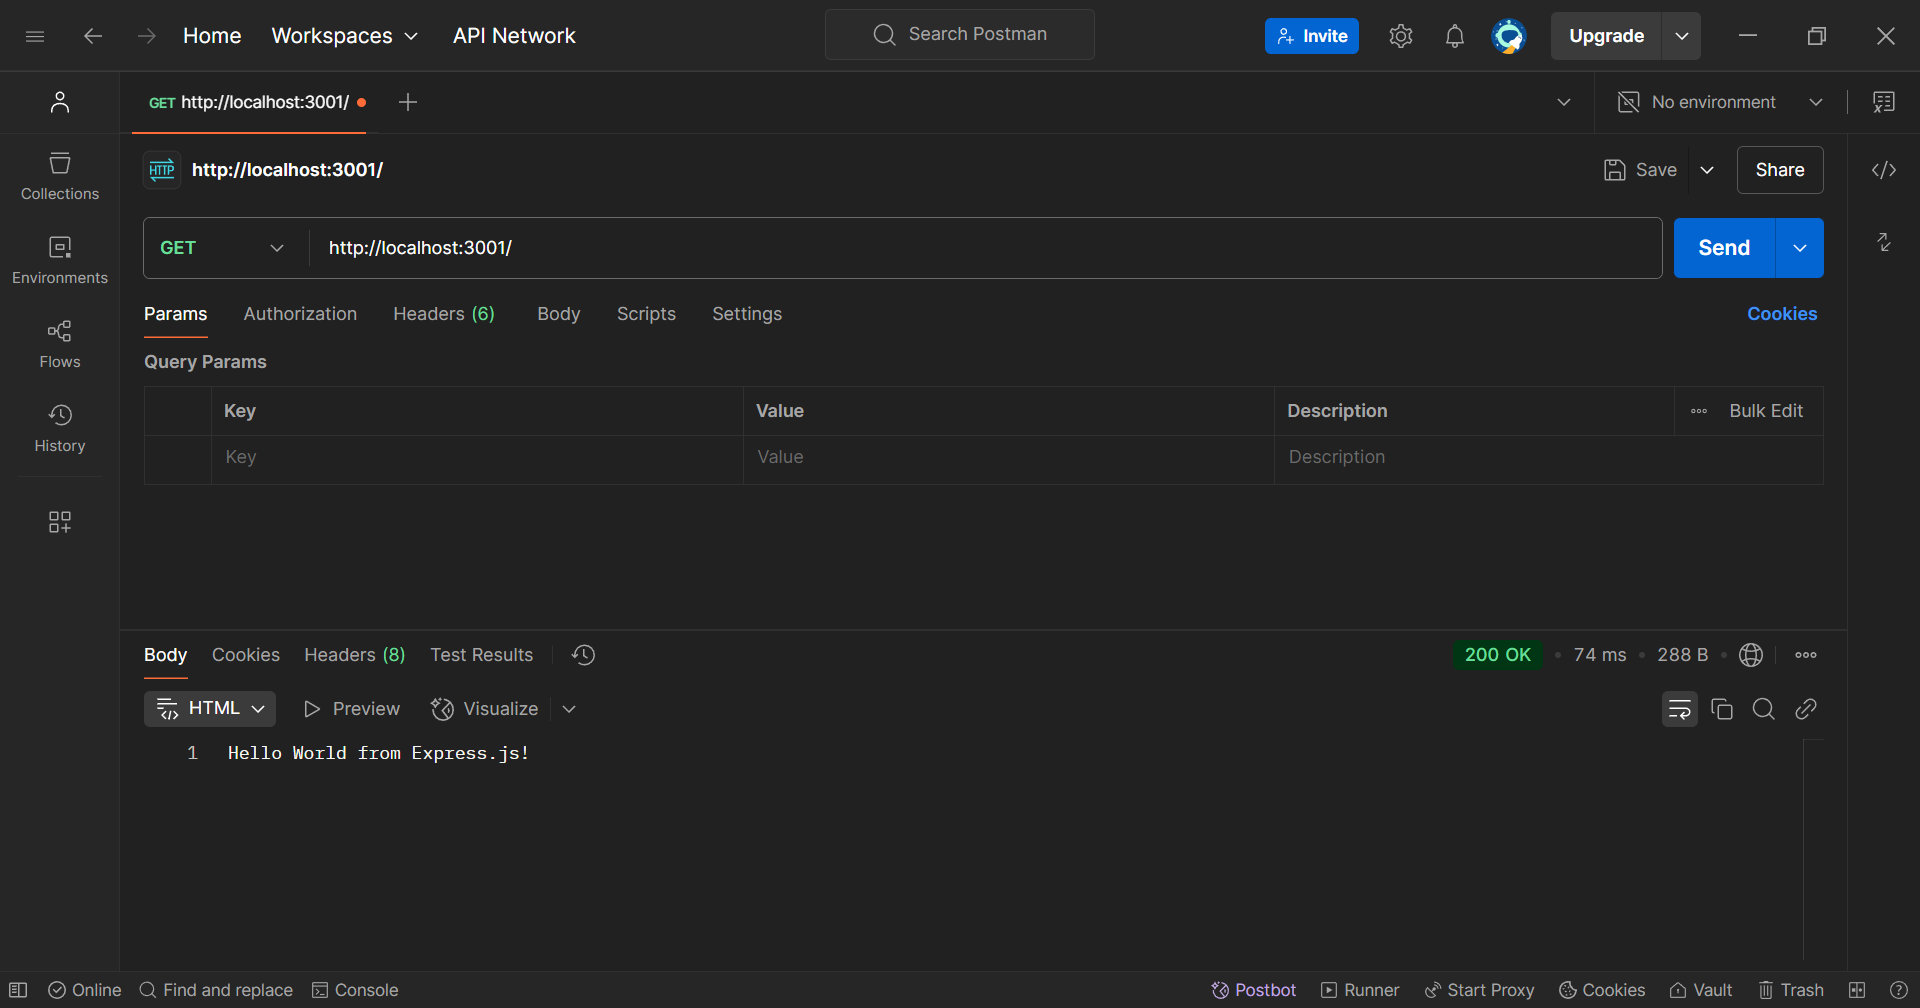 Home Workspaces API Network Search Postman Invite Upgrade
GET http://localhost:3001/ No environment
HTTP http://localhost:3001/ Save Share
Collections
GET http://localhost:3001/ Send
Environments
Params Authorization Headers (6) Body Scripts Settings Cookies
Flows
Query Params
Key Value Description Bulk Edit
History
Key Value Description
Body Cookies Headers (8) Test Results 200 OK 74 ms 288 B
HTML Preview Visualize
1 Hello World from Express.js!
Online Find and replace Console Postbot Runner Start Proxy Cookies Vault Trash